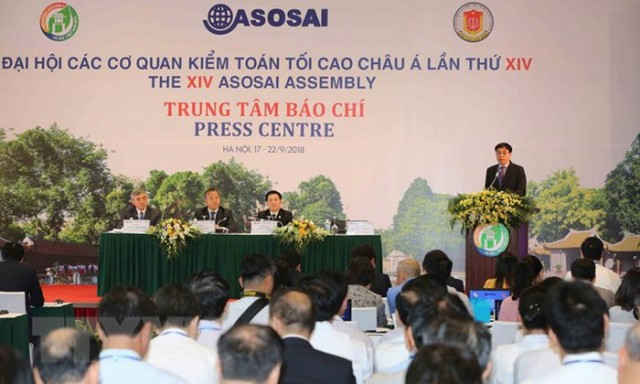 ASOSAI
ĐẠI HỘI CÁC CƠ QUAN KIỂM TOÁN TỐI CAO CHÂU Á LẦN THỨ XIV
THE XIV ASOSAI ASSEMBLY
TRUNG TÂM BÁO CHÍ
PRESS CENTRE
HÀ NỘI, 17 - 22/9/2018